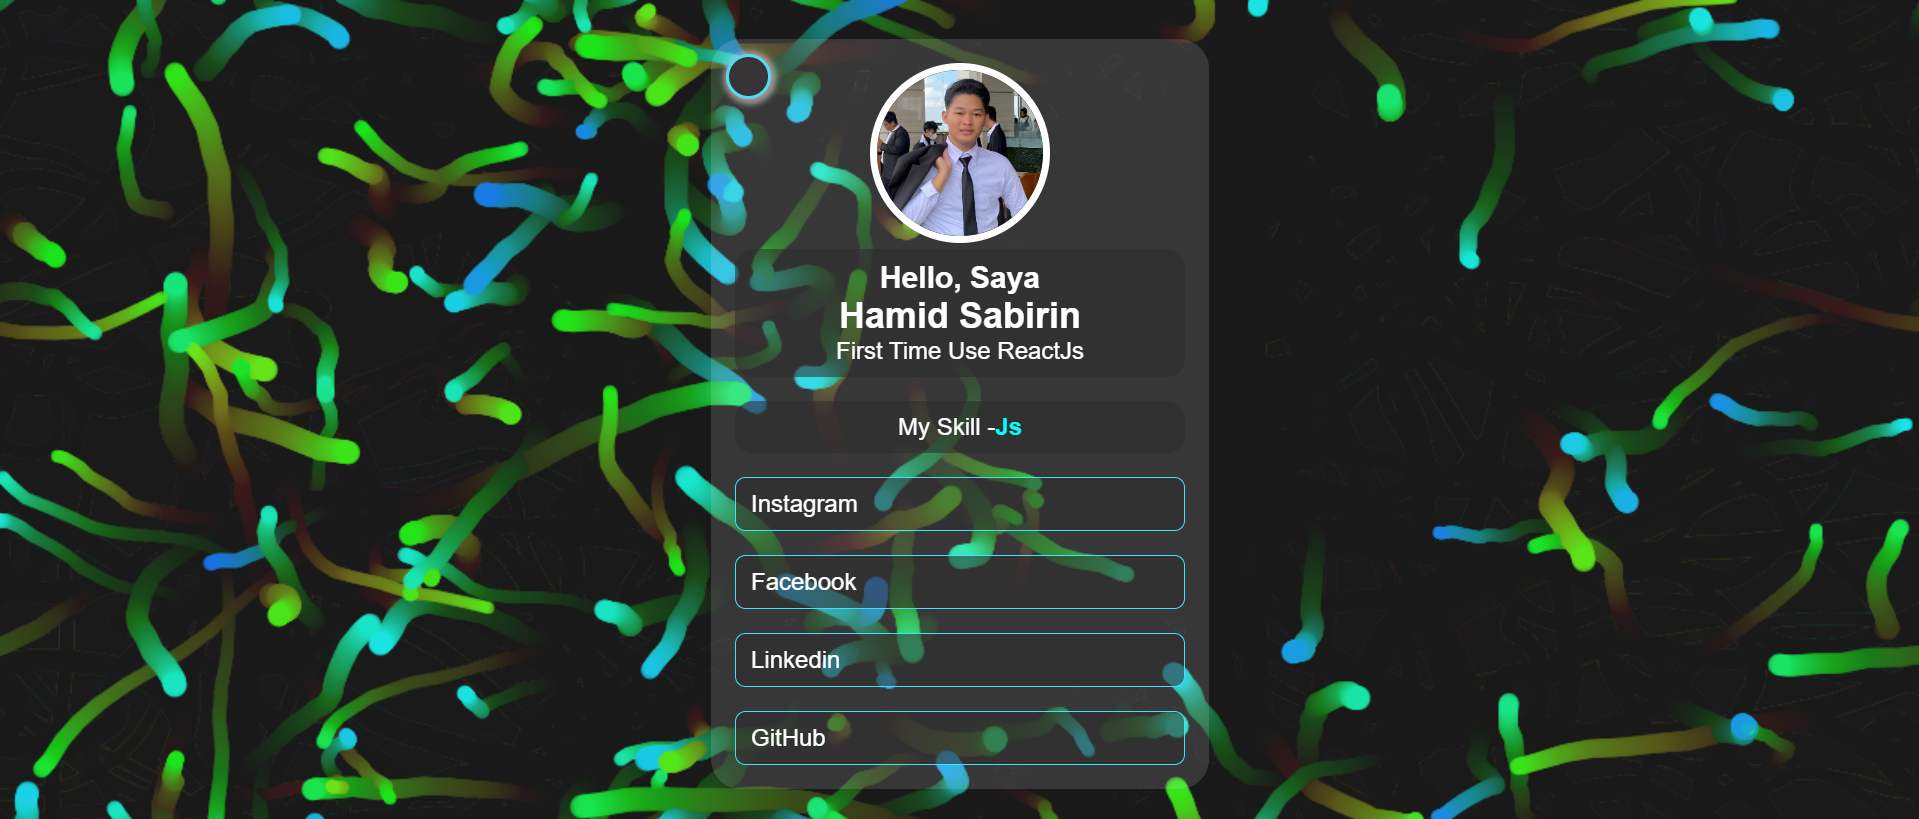 Hello, Saya
Hamid Sabirin
First Time Use ReactJs
My Skill -Js
Instagram
Facebook
Linkedin
GitHub